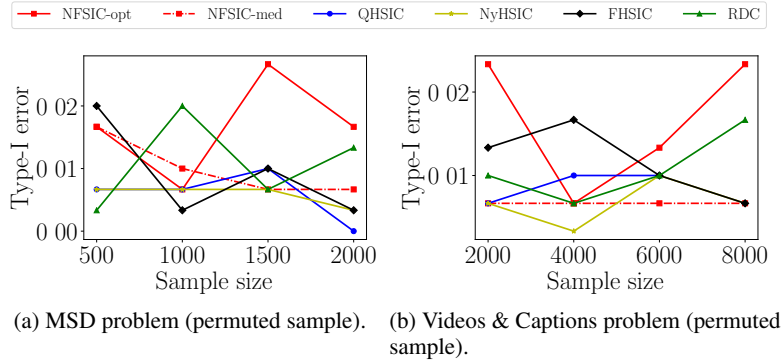 NFSIC-opt NFSIC-med QHSIC NyHSIC FHSIC RDC
Type-I error
0 02
0 01
0 00
500 1000 1500 2000
Sample size
Type-I error
0 02
0 01
2000 4000 6000 8000
Sample size
(a) MSD problem (permuted sample).
(b) Videos & Captions problem (permuted
sample).